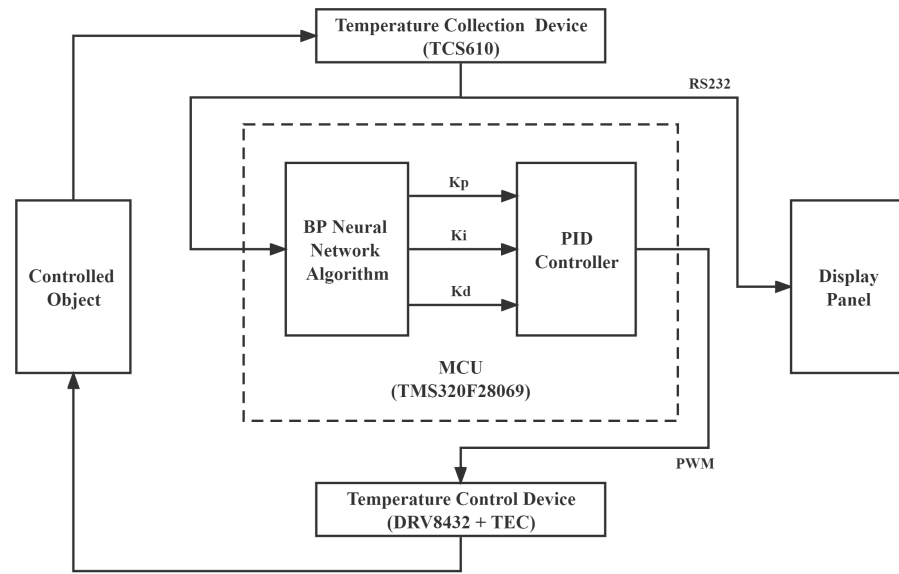 Temperature Collection Device
(TCS610)
RS232
Kp
BP Neural
Network
Algorithm
Ki
PID
Controller
Kd
Controlled
Object
Display
Panel
MCU
(TMS320F28069)
PWM
Temperature Control Device
(DRV8432 + TEC)